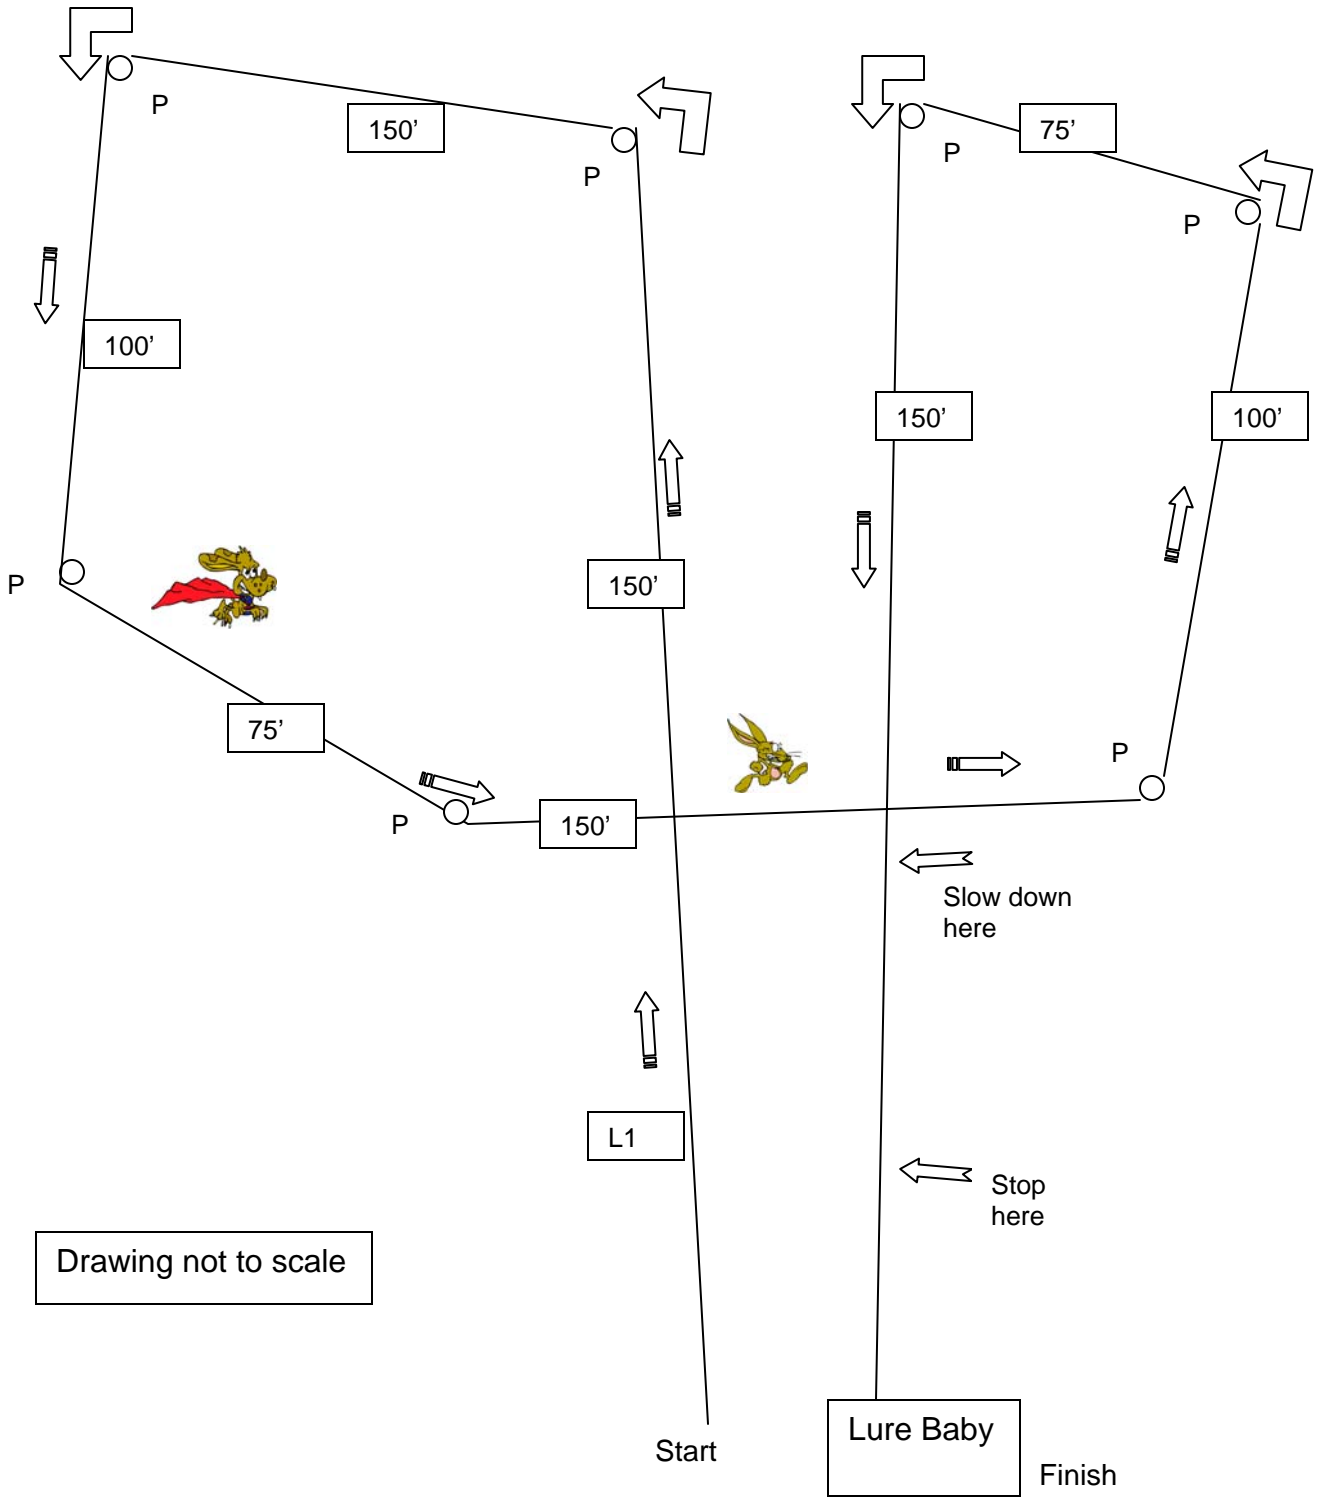 P
150’
P
P
75’
P
100’
150’
100’
P
150’
75’
P
150’
P
Slow down
here
L1
Stop
here
Drawing not to scale
Start
Lure Baby
Finish